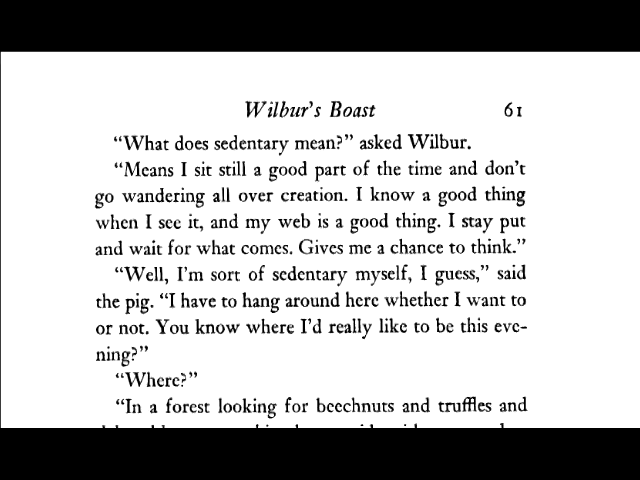 Wilbur's Boast 61
"What does sedentary mean?" asked Wilbur.
"Means I sit still a good part of the time and don't
go wandering all over creation. I know a good thing
when I see it, and my web is a good thing. I stay put
and wait for what comes. Gives me a chance to think."
"Well, I'm sort of sedentary myself, I guess," said
the pig. "I have to hang around here whether I want to
or not. You know where I'd really like to be this eve-
ning?"
"Where?"
"In a forest looking for beechnuts and truffles and